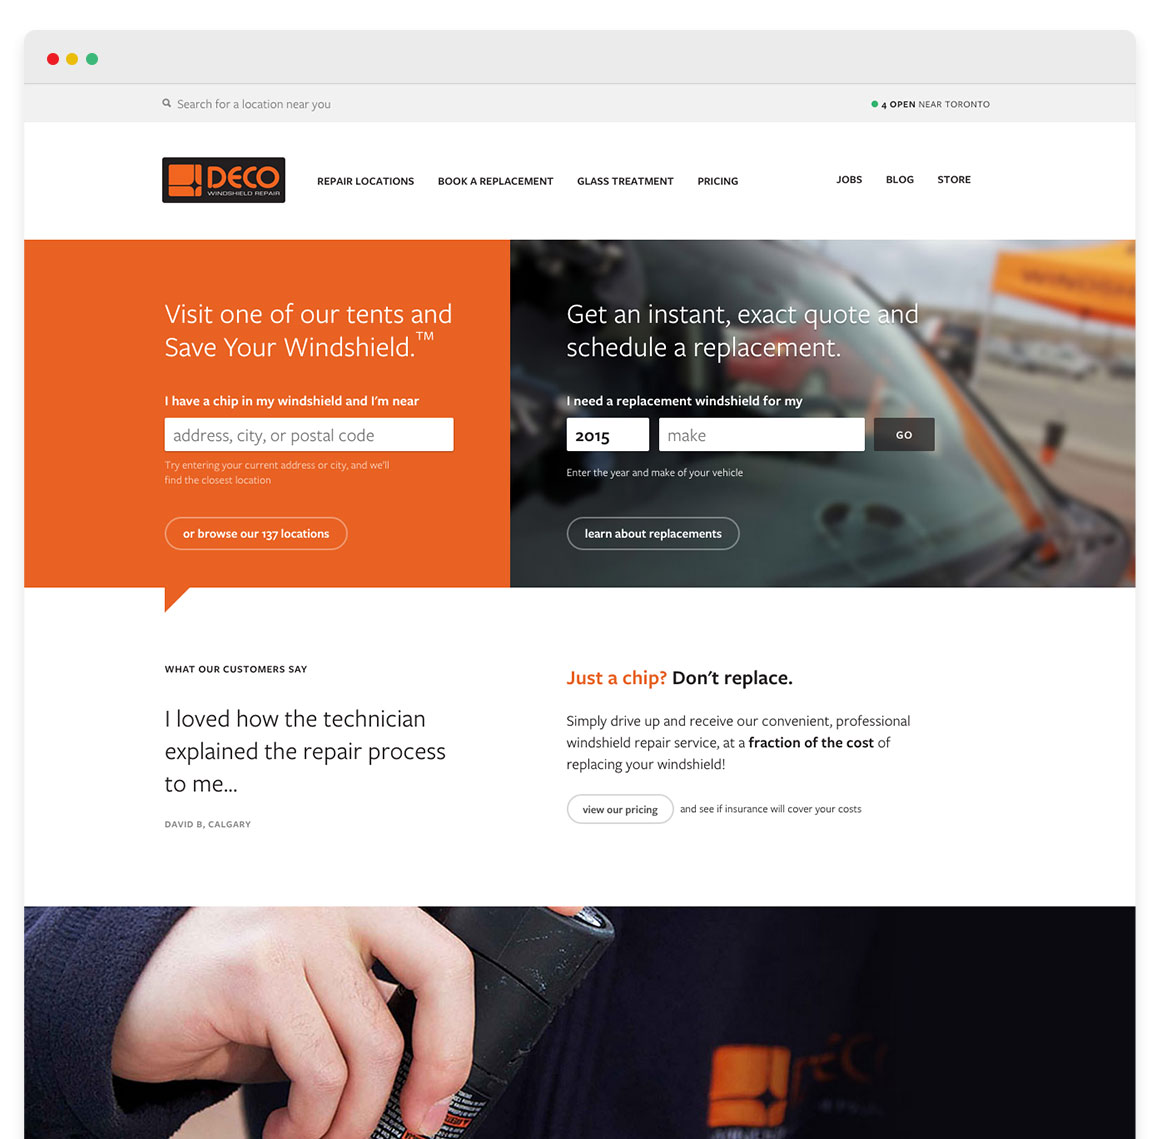 Search for a location near you
4 OPEN NEAR TORONTO
DECO
WINDSHIELD REPAIR
REPAIR LOCATIONS
BOOK A REPLACEMENT
GLASS TREATMENT
PRICING
JOBS
BLOG
STORE
Visit one of our tents and
Save Your Windshield.™
I have a chip in my windshield and I'm near
address, city, or postal code
Try entering your current address or city, and we'll
find the closest location
or browse our 137 locations
Get an instant, exact quote and
schedule a replacement.
I need a replacement windshield for my
2015
make
GO
Enter the year and make of your vehicle
learn about replacements
WHAT OUR CUSTOMERS SAY
I loved how the technician
explained the repair process
to me...
DAVID B, CALGARY
Just a chip? Don't replace.
Simply drive up and receive our convenient, professional
windshield repair service, at a fraction of the cost of
replacing your windshield!
view our pricing
and see if insurance will cover your costs
DECO